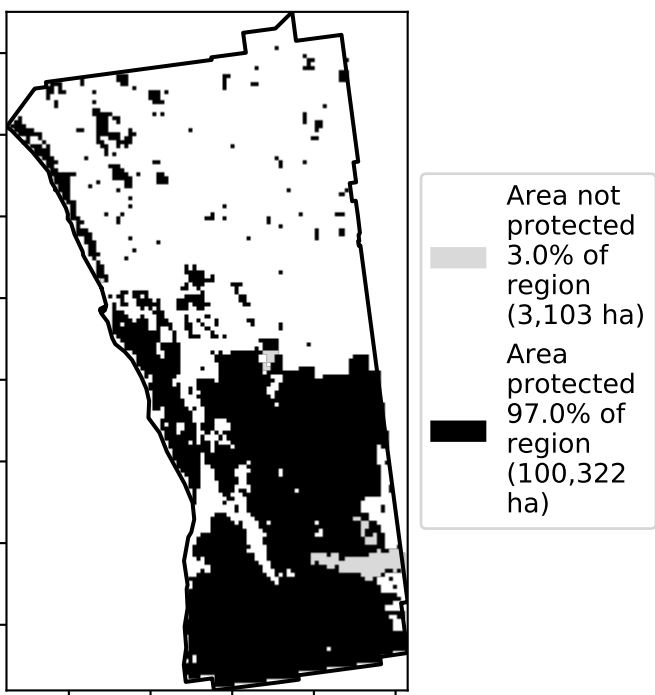 Area not
protected
3.0% of
region
(3,103 ha)
Area
protected
97.0% of
region
(100,322
ha)